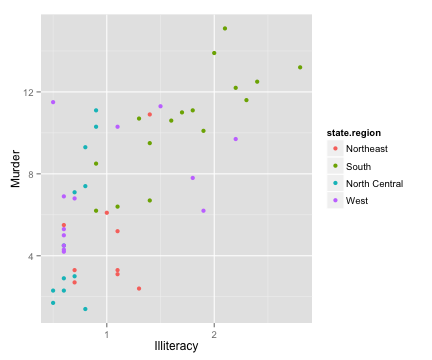 12
8
4
Murder
1 2
Illiteracy
state.region
Northeast
South
North Central
West